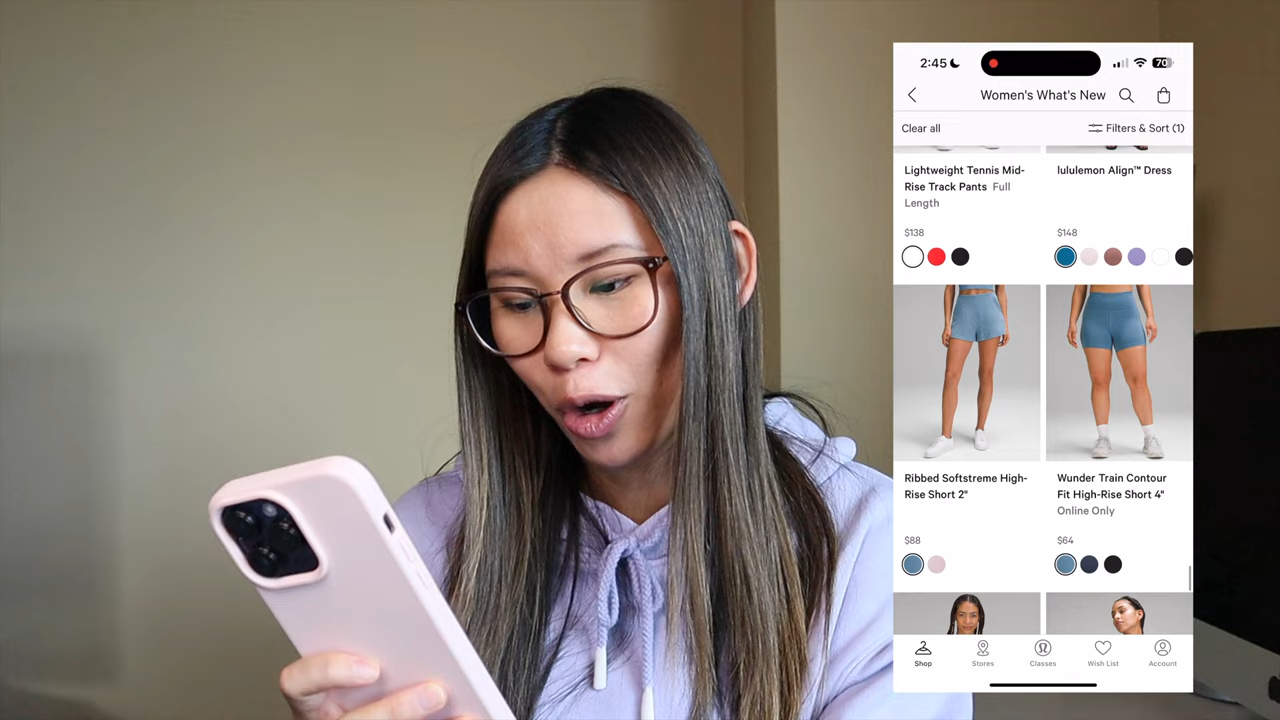 2:45
70
Women's What's New
Clear all
Filters & Sort (1)
Lightweight Tennis Mid-
Rise Track Pants Full
Length
$138
lululemon Align™ Dress
$148
Ribbed Softstreme High-
Rise Short 2"
$88
Wunder Train Contour
Fit High-Rise Short 4"
Online Only
$64
Shop
Stores
Classes
Wish List
Account